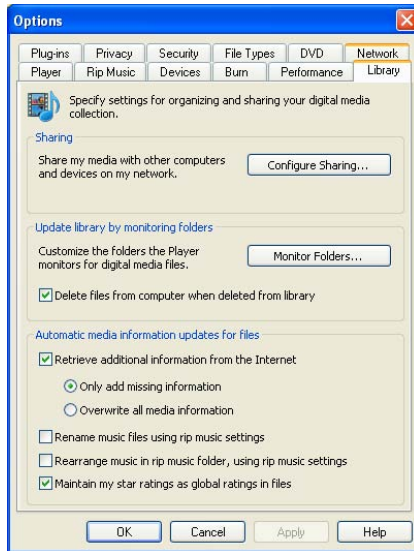 Options
Plug-ins Privacy Security File Types DVD Network
Player Rip Music Devices Burn Performance Library
Specify settings for organizing and sharing your digital media
collection.
Sharing
Share my media with other computers
and devices on my network.
Configure Sharing...
Update library by monitoring folders
Customize the folders the Player
monitors for digital media files.
Monitor Folders...
Delete files from computer when deleted from library
Automatic media information updates for files
Retrieve additional information from the Internet
Only add missing information
Overwrite all media information
Rename music files using rip music settings
Rearrange music in rip music folder, using rip music settings
Maintain my star ratings as global ratings in files
OK Cancel Apply Help